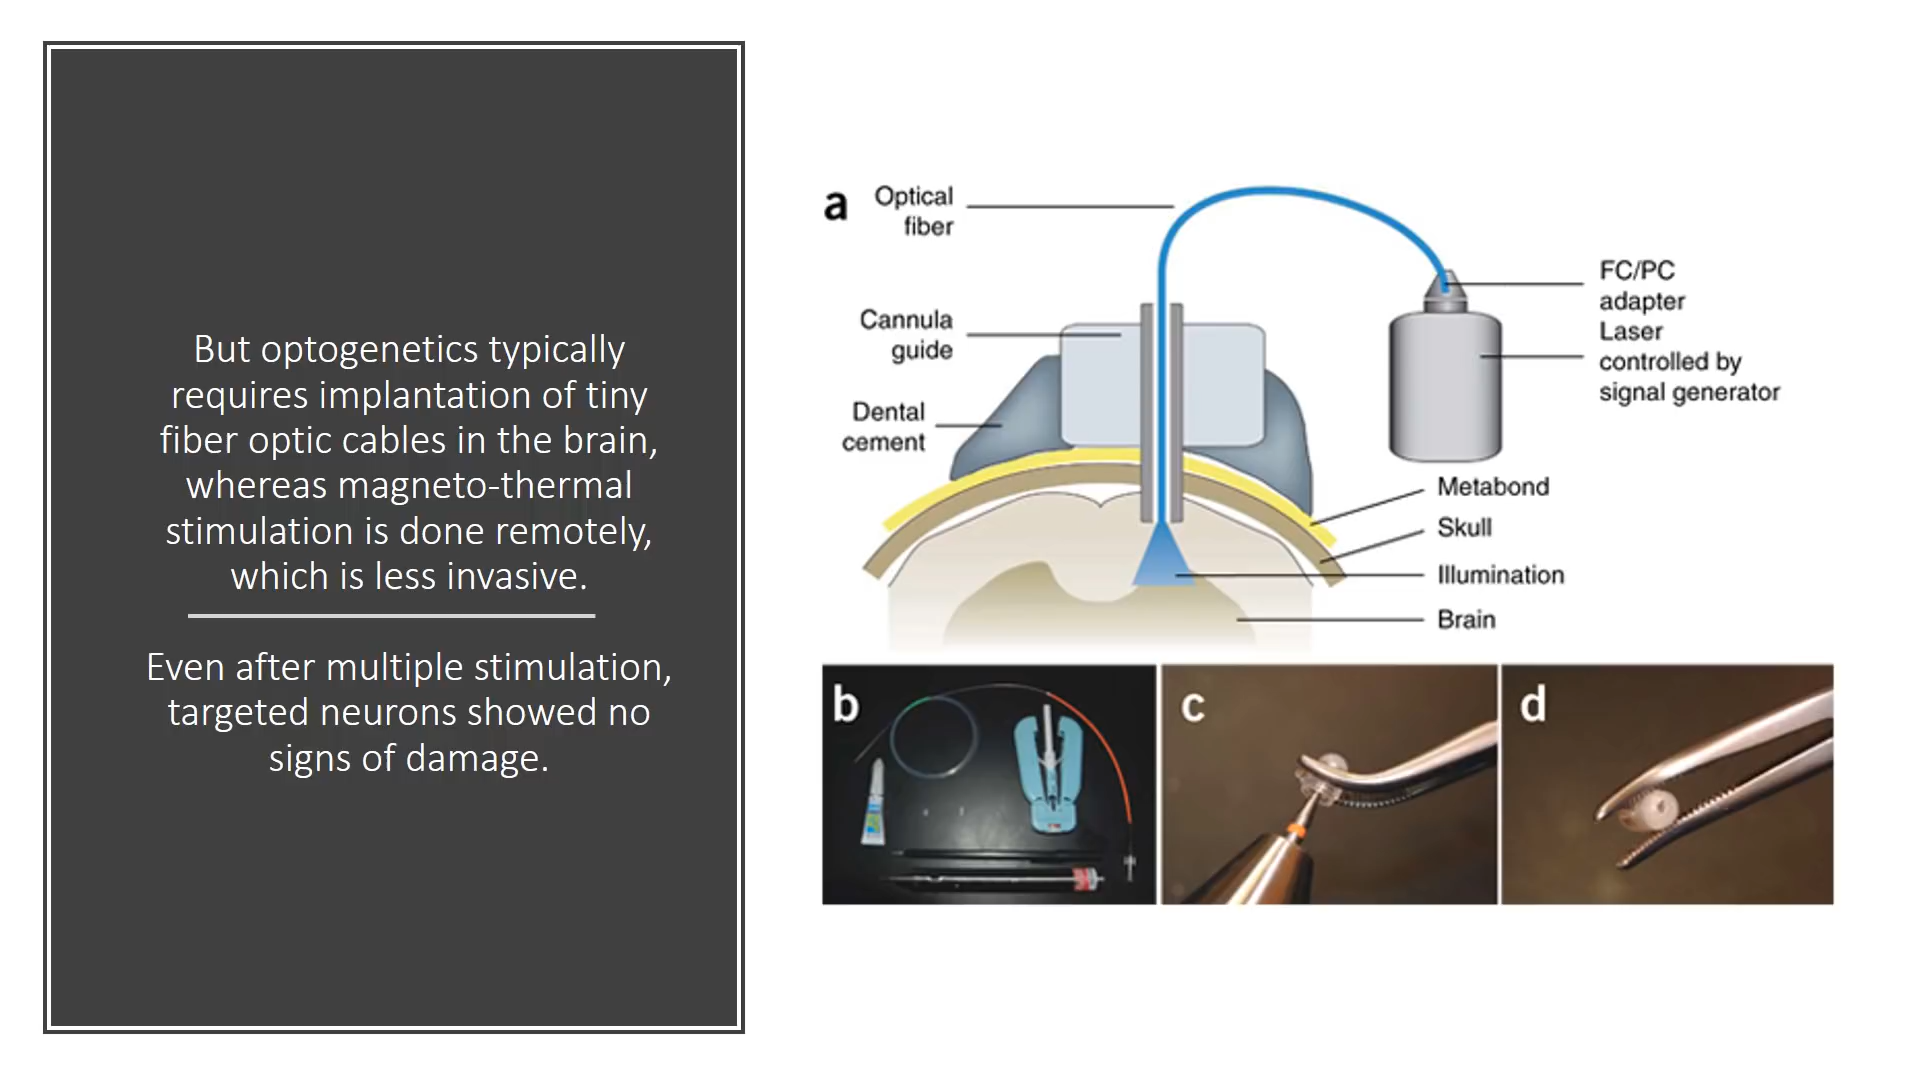 But optogenetics typically
requires implantation of tiny
fiber optic cables in the brain,
whereas magneto-thermal
stimulation is done remotely,
which is less invasive.
Even after multiple stimulation,
targeted neurons showed no
signs of damage.
a
Optical
fiber
Cannula
guide
Dental
cement
FC/PC
adapter
Laser
controlled by
signal generator
Metabond
Skull
Illumination
Brain
b
c
d